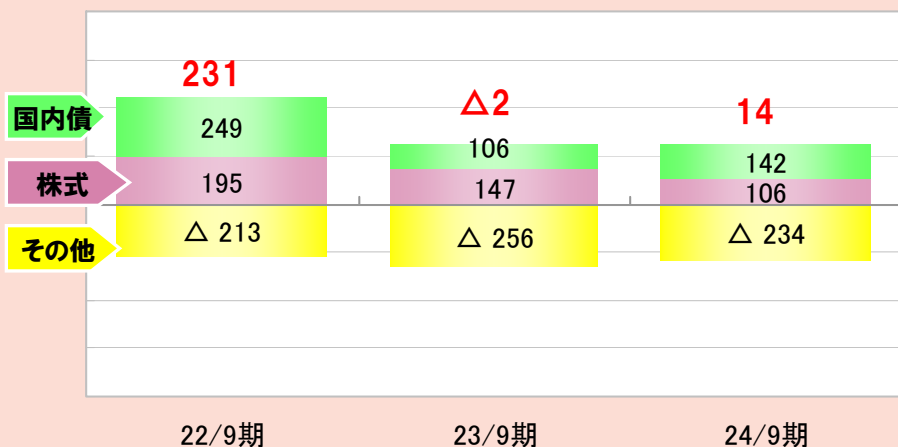 231
△2
14
国内債
249
106
142
株式
195
147
106
その他
△ 213
△ 256
△ 234
22/9期
23/9期
24/9期